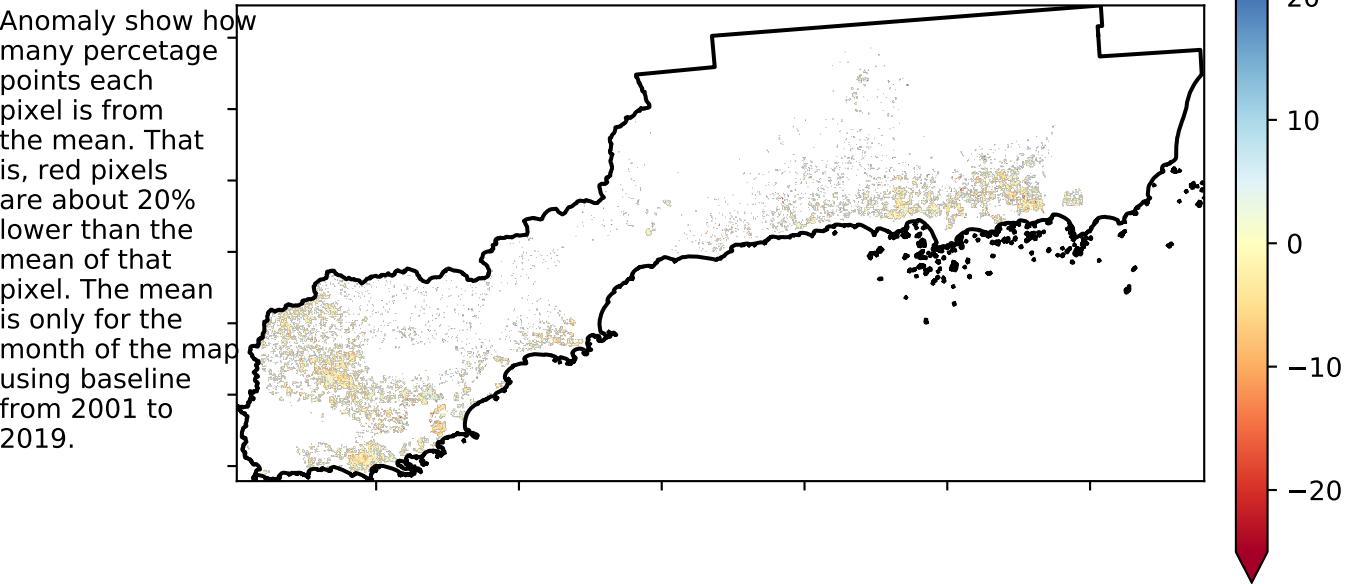 Anomaly show how
many percetage
points each
pixel is from
the mean. That
is, red pixels
are about 20%
lower than the
mean of that
pixel. The mean
is only for the
month of the map
using baseline
from 2001 to
2019.
20
10
0
−10
−20